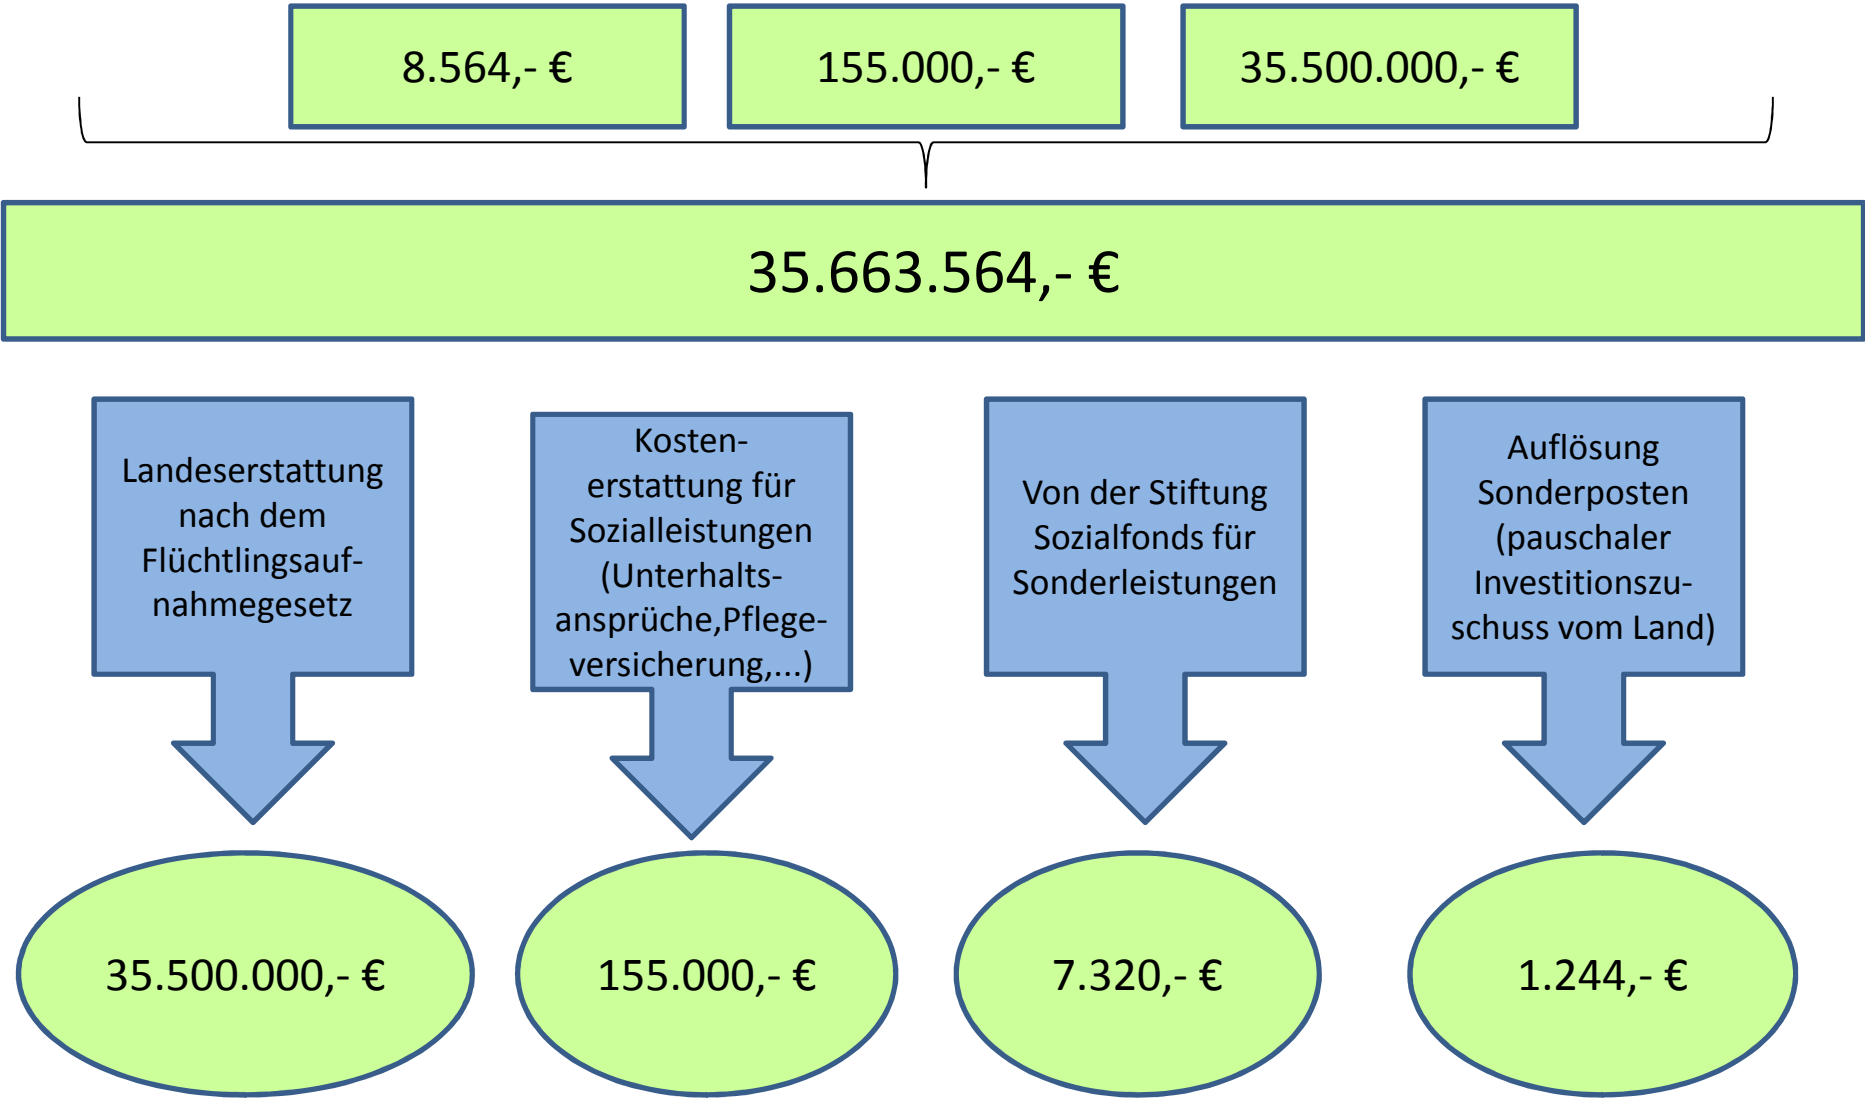 8.564,- €
155.000,- €
35.500.000,- €
35.663.564,- €
Landeserstattung
nach dem
Flüchtlingsauf-
nahmegesetz
Kosten-
erstattung für
Sozialleistungen
(Unterhalts-
ansprüche,Pflege-
versicherung,...)
Von der Stiftung
Sozialfonds für
Sonderleistungen
Auflösung
Sonderposten
(pauschaler
Investitionszu-
schuss vom Land)
35.500.000,- €
155.000,- €
7.320,- €
1.244,- €